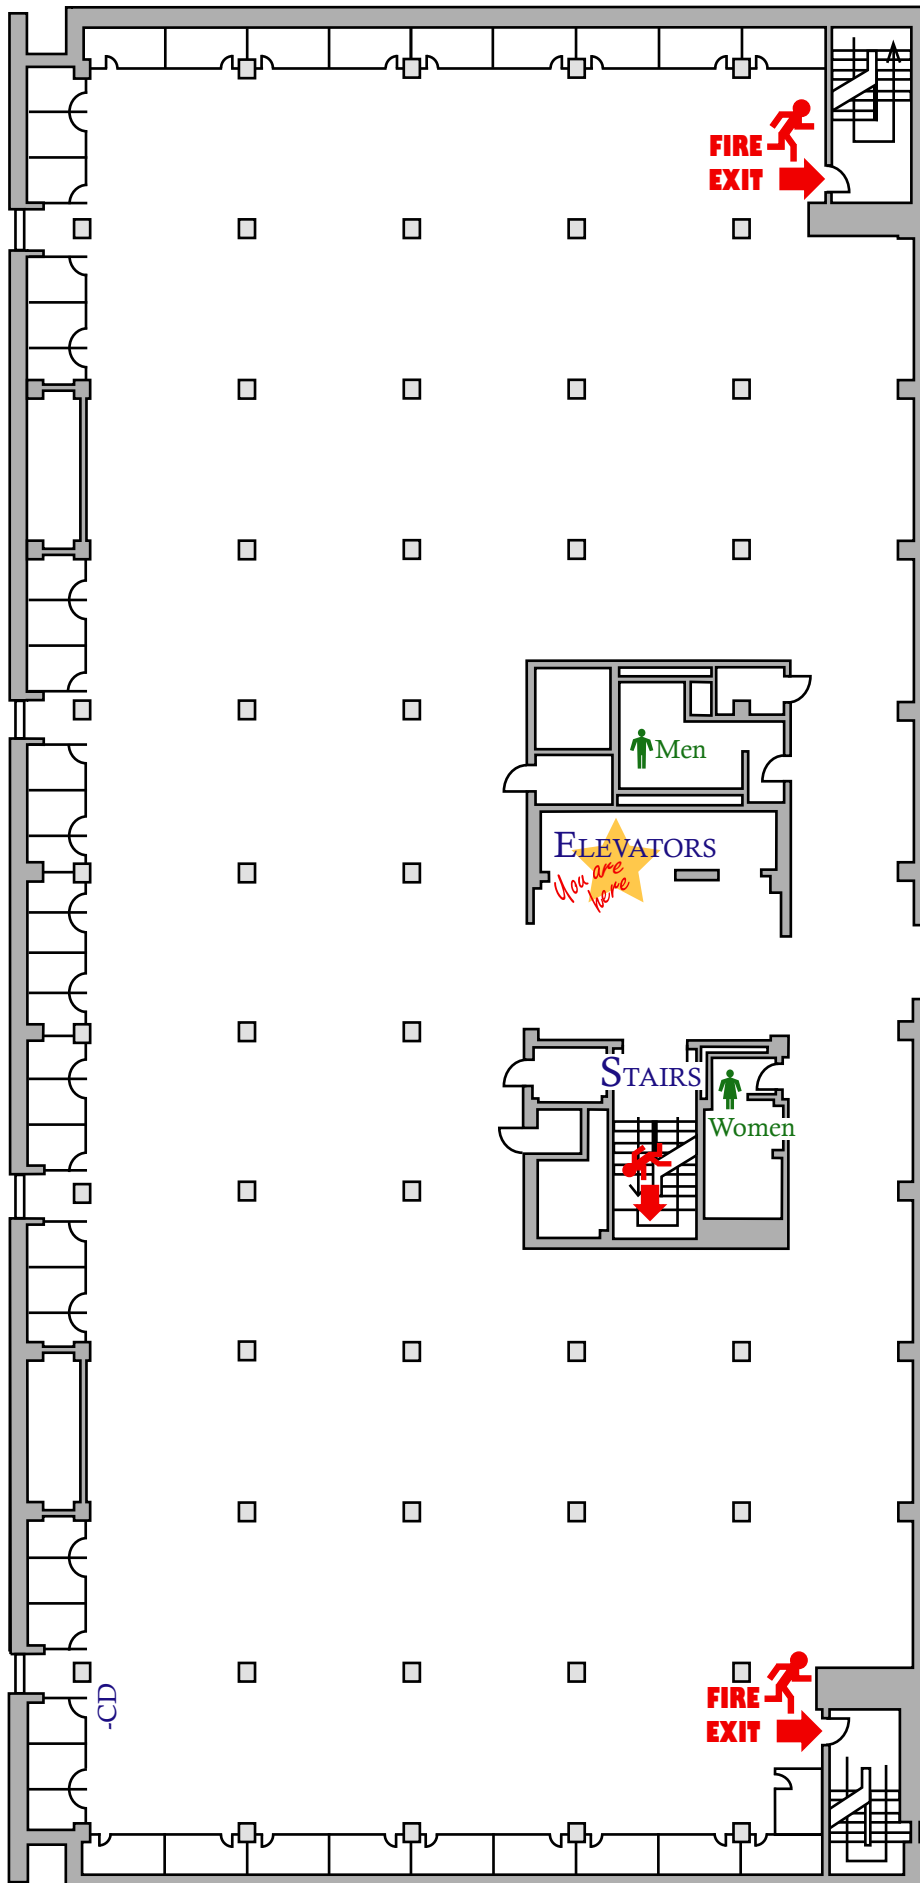 FIRE
EXIT
Men
ELEVATORS
You are
here
STAIRS
Women
-CD
FIRE
EXIT